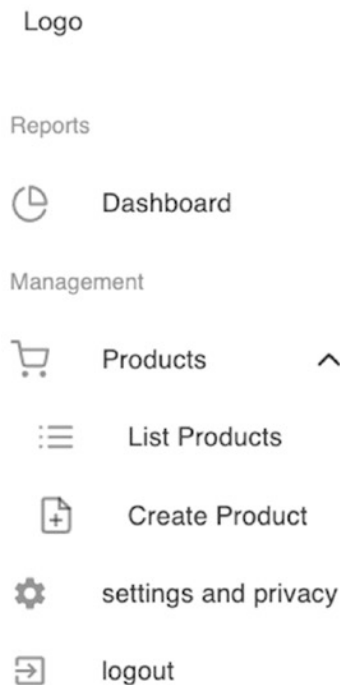 Logo
Reports
Dashboard
Management
Products
List Products
Create Product
settings and privacy
logout